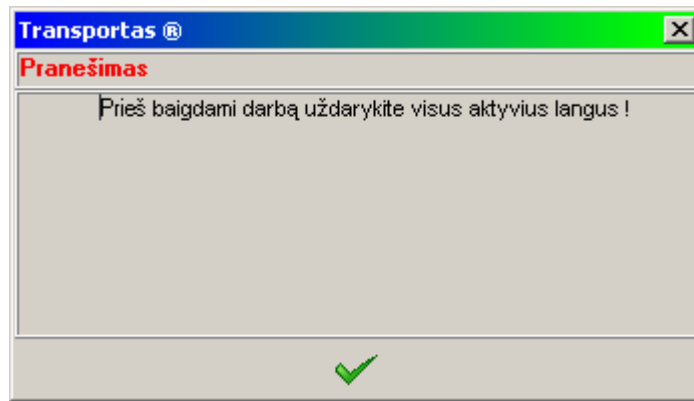 Transportas ®
Pranešimas
Prieš baigdami darbą uždarykite visus aktyvius langus !